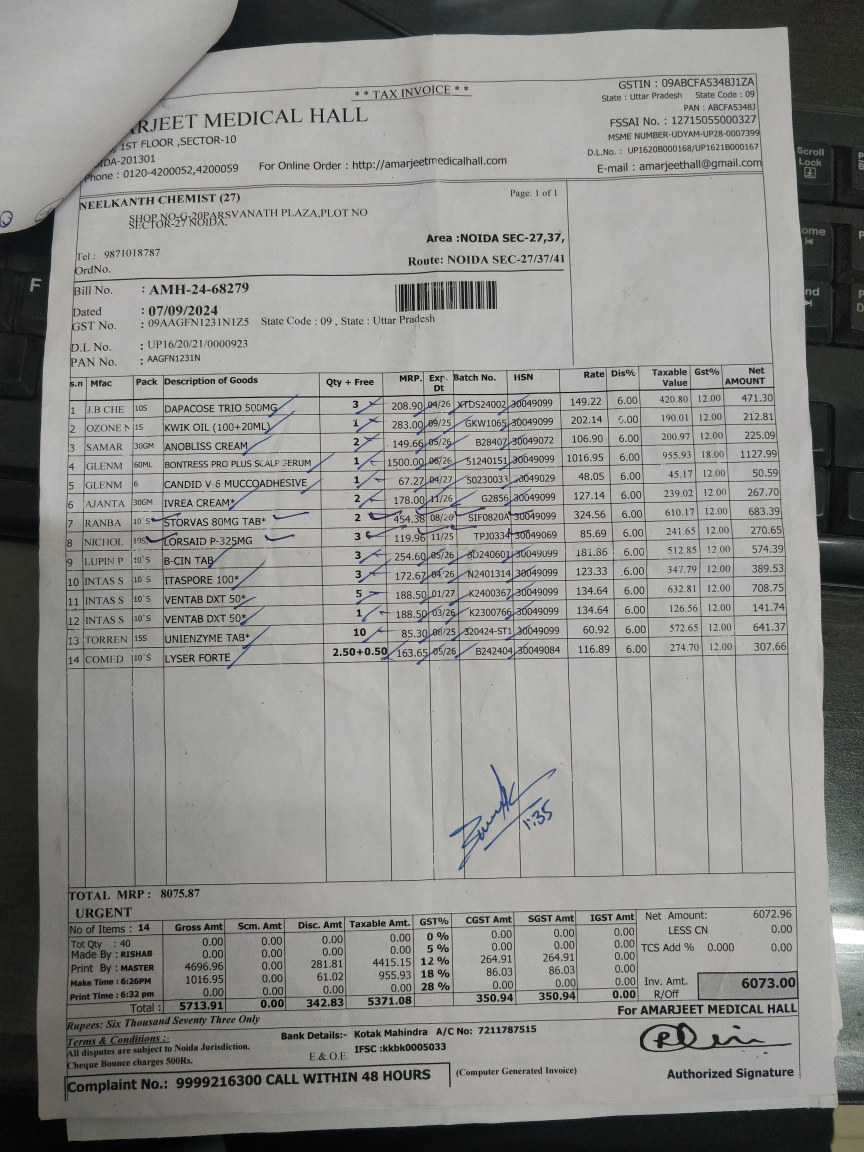 * * TAX INVOICE * *
GSTIN : 09ABCFA5348J1ZA
State : Uttar Pradesh State Code : 09
PAN : ABCFA5348J
FSSAI No. : 12715055000327
MSME NUMBER-UDYAM-UP28-0007399
D.L.No. : UP1620B000168/UP1621B000167
E-mail : amarjeethall@gmail.com
ARJEET MEDICAL HALL
, 1ST FLOOR ,SECTOR-10
IDA-201301
Phone : 0120-4200052,4200059 For Online Order : http://amarjeetmedicalhall.com
NEELKANTH CHEMIST (27) Page: 1 of 1
SHOP NO-G-20PARSVANATH PLAZA,PLOT NO
SECTOR-27 NOIDA,
Area :NOIDA SEC-27,37,
Tel : 9871018787
Route: NOIDA SEC-27/37/41
OrdNo.
Bill No. : AMH-24-68279
Dated : 07/09/2024
GST No. : 09AAGFN1231N1Z5 State Code : 09 , State : Uttar Pradesh
D.L No. : UP16/20/21/0000923
PAN No. : AAGFN1231N
s.n Mfac Pack Description of Goods Qty + Free MRP. Exp. Dt Batch No. HSN Rate Dis% Taxable Value Gst% Net AMOUNT
1 J.B CHE 10S DAPACOSE TRIO 500MG 3 208.90 04/26 XTDS24002 30049099 149.22 6.00 420.80 12.00 471.30
2 OZONE N 1S KWIK OIL (100+20ML) 1 283.00 09/25 GKW1065 30049099 202.14 6.00 190.01 12.00 212.81
3 SAMAR 30GM ANOBLISS CREAM 2 149.66 05/26 B28407 30049072 106.90 6.00 200.97 12.00 225.09
4 GLENM 60ML BONTRESS PRO PLUS SCALP SERUM 1 1500.00 06/26 S1240151 30049099 1016.95 6.00 955.93 18.00 1127.99
5 GLENM 6 CANDID V-6 MUCCOADHESIVE 1 67.27 04/27 50230033 30049029 48.05 6.00 45.17 12.00 50.59
6 AJANTA 30GM IVREA CREAM* 2 178.00 11/26 G2856 30049099 127.14 6.00 239.02 12.00 267.70
7 RANBA 10`S STORVAS 80MG TAB* 2 454.38 08/26 SIF0820A 30049099 324.56 6.00 610.17 12.00 683.39
8 NICHOL 10S LORSAID P-325MG 3 119.96 11/25 TPJ0334 30049069 85.69 6.00 241.65 12.00 270.65
9 LUPIN P 10`S B-CIN TAB 3 254.60 05/26 3D240601 30049099 181.86 6.00 512.85 12.00 574.39
10 INTAS S 10`S ITASPORE 100* 3 172.67 04/26 N2401314 30049099 123.33 6.00 347.79 12.00 389.53
11 INTAS S 10`S VENTAB DXT 50* 5 188.50 01/27 K2400367 30049099 134.64 6.00 632.81 12.00 708.75
12 INTAS S 10`S VENTAB DXT 50* 1 188.50 03/26 K2300766 30049099 134.64 6.00 126.56 12.00 141.74
13 TORREN 15S UNIENZYME TAB* 10 85.30 08/25 320424-ST1 30049099 60.92 6.00 572.65 12.00 641.37
14 COMED 10`S LYSER FORTE 2.50+0.50 163.65 05/26 B242404 30049084 116.89 6.00 274.70 12.00 307.66
1:35
TOTAL MRP : 8075.87
URGENT
No of Items : 14 Gross Amt Scm. Amt Disc. Amt Taxable Amt. GST% CGST Amt SGST Amt IGST Amt Net Amount: 6072.96
Tot Qty : 40 0.00 0.00 0.00 0.00 0 % 0.00 0.00 0.00 LESS CN 0.00
Made By : RISHAB 0.00 0.00 0.00 0.00 5 % 0.00 0.00 0.00 TCS Add % 0.000 0.00
Print By : MASTER 4696.96 0.00 281.81 4415.15 12 % 264.91 264.91 0.00
Make Time : 6:26PM 1016.95 0.00 61.02 955.93 18 % 86.03 86.03 0.00 Inv. Amt. 6073.00
Print Time : 6:32 pm 0.00 0.00 0.00 0.00 28 % 0.00 0.00 0.00 R/Off
Total : 5713.91 0.00 342.83 5371.08 350.94 350.94 0.00
For AMARJEET MEDICAL HALL
Rupees: Six Thousand Seventy Three Only
Terms & Conditions :- Bank Details:- Kotak Mahindra A/C No: 7211787515
All disputes are subject to Noida Jurisdiction. E.&.O.E. IFSC :kkbk0005033
Cheque Bounce charges 500Rs.
Complaint No.: 9999216300 CALL WITHIN 48 HOURS (Computer Generated Invoice) Authorized Signature
F
Scroll
Lock